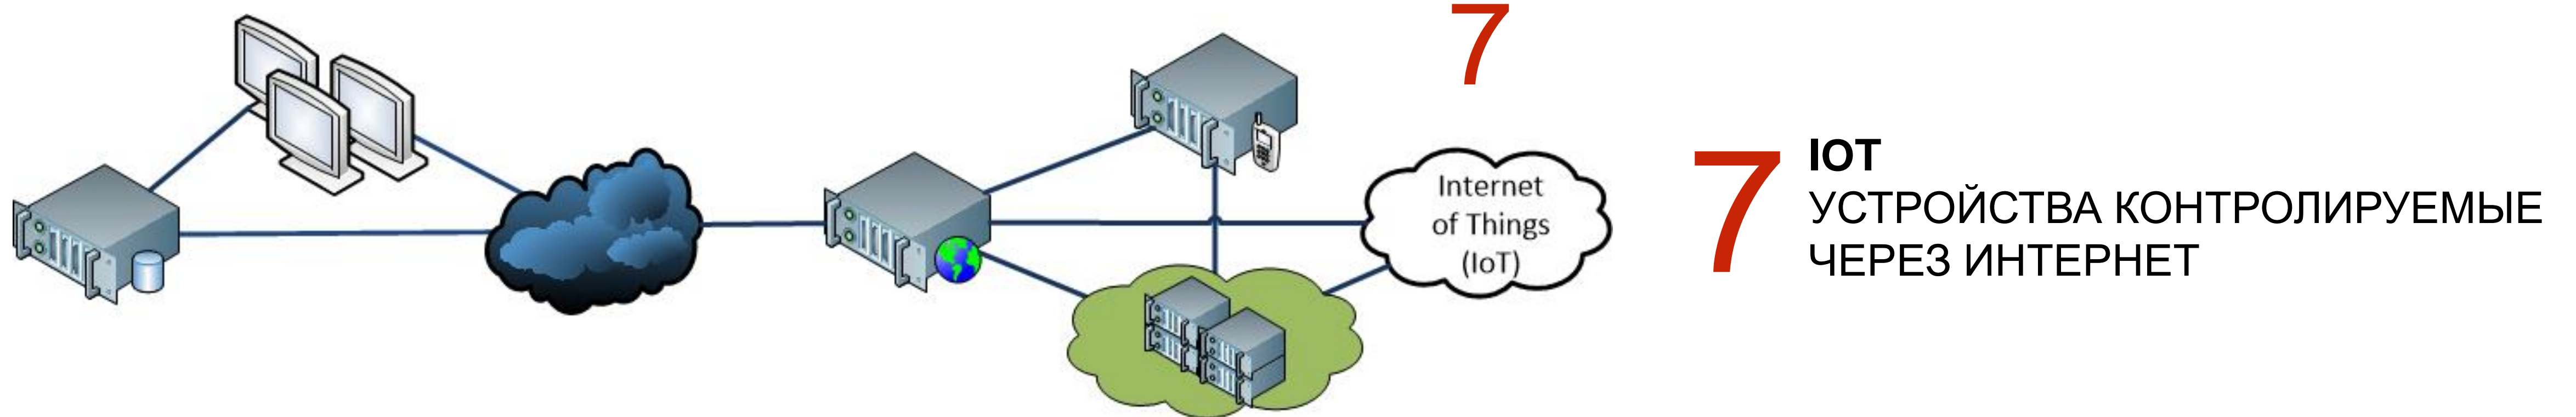 7
Internet
of Things
(IoT)
7
IOT
УСТРОЙСТВА КОНТРОЛИРУЕМЫЕ
ЧЕРЕЗ ИНТЕРНЕТ